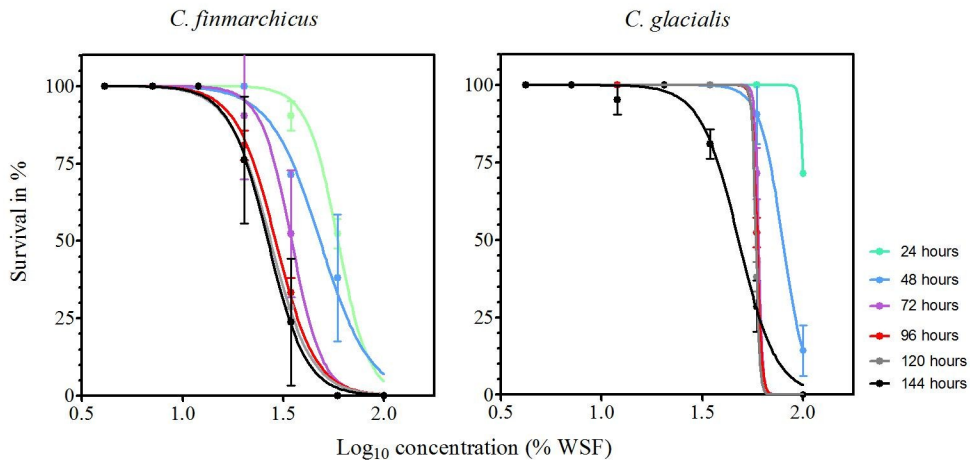 C. finmarchicus
C. glacialis
Survival in %
100
75
50
25
0
0.5 1.0 1.5 2.0
100
75
50
25
0
0.5 1.0 1.5 2.0
Log10 concentration (% WSF)
24 hours
48 hours
72 hours
96 hours
120 hours
144 hours